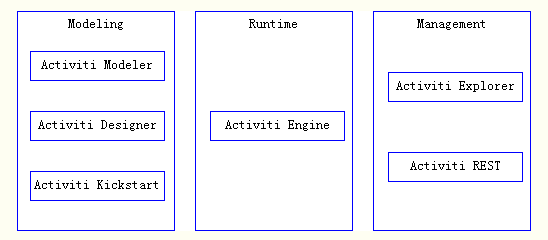 Modeling
Activiti Modeler
Activiti Designer
Activiti Kickstart
Runtime
Activiti Engine
Management
Activiti Explorer
Activiti REST